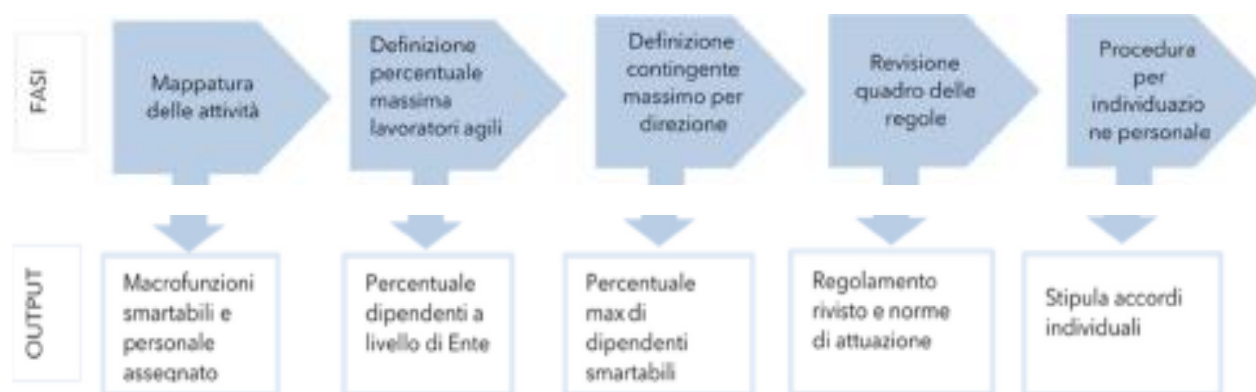 FASI
Mappatura
delle attività
Definizione
percentuale
massima
lavoratori agili
Definizione
contingente
massimo per
direzione
Revisione
quadro delle
regole
Procedura
per
individuazio
ne personale
OUTPUT
Macrofunzioni
smartabili e
personale
assegnato
Percentuale
dipendenti a
livello di Ente
Percentuale
max di
dipendenti
smartabili
Regolamento
rivisto e norme
di attuazione
Stipula accordi
individuali